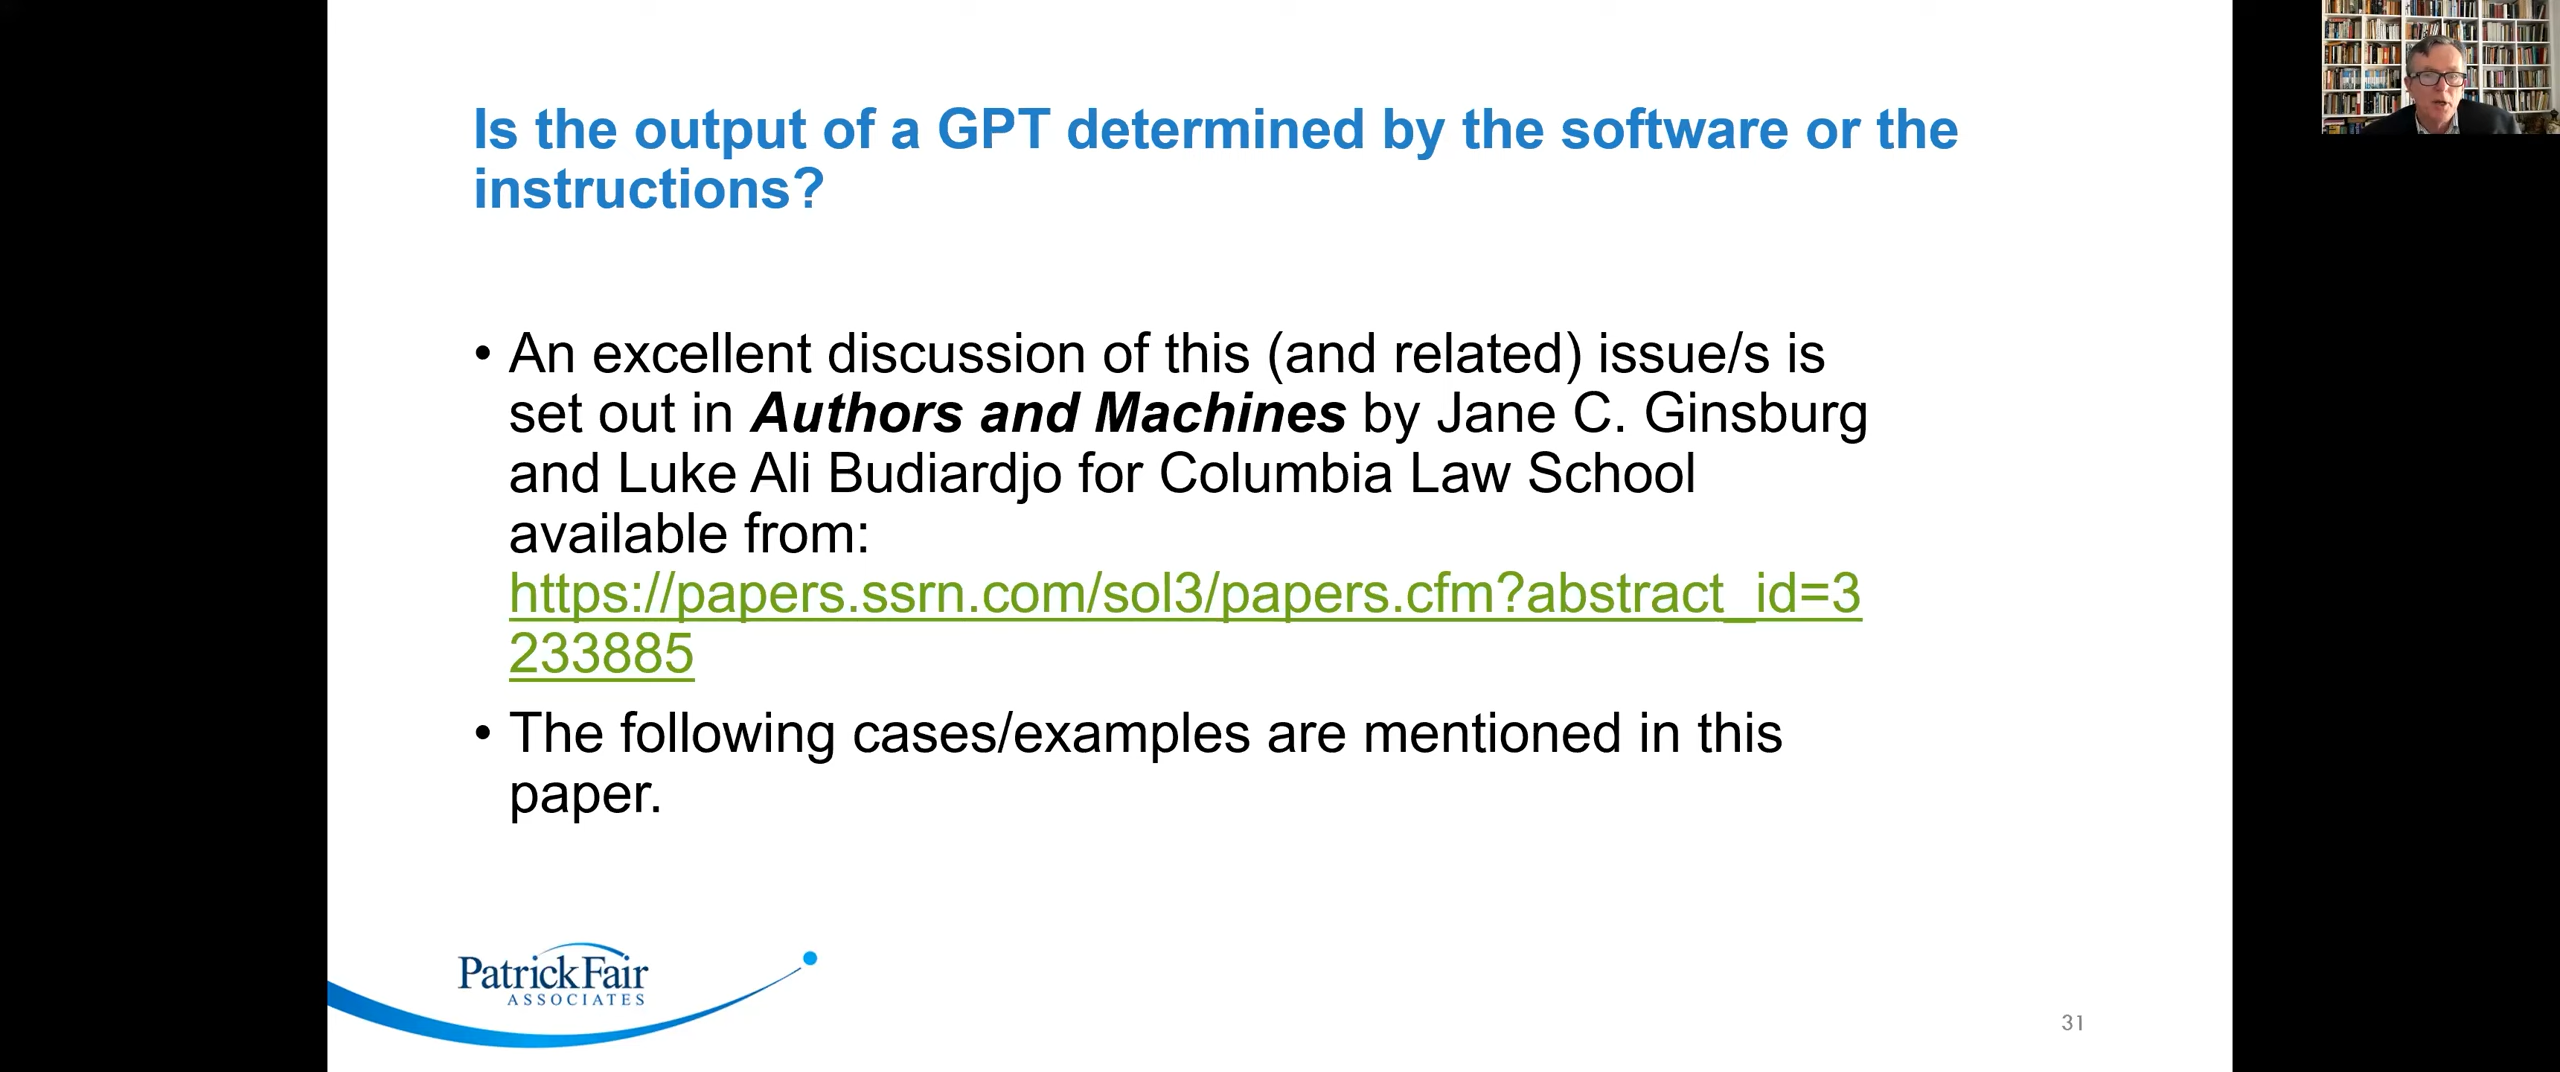 Is the output of a GPT determined by the software or the
instructions?
• An excellent discussion of this (and related) issue/s is
set out in Authors and Machines by Jane C. Ginsburg
and Luke Ali Budiardjo for Columbia Law School
available from:
https://papers.ssrn.com/sol3/papers.cfm?abstract_id=3
233885
• The following cases/examples are mentioned in this
paper.
PatrickFair
ASSOCIATES
31